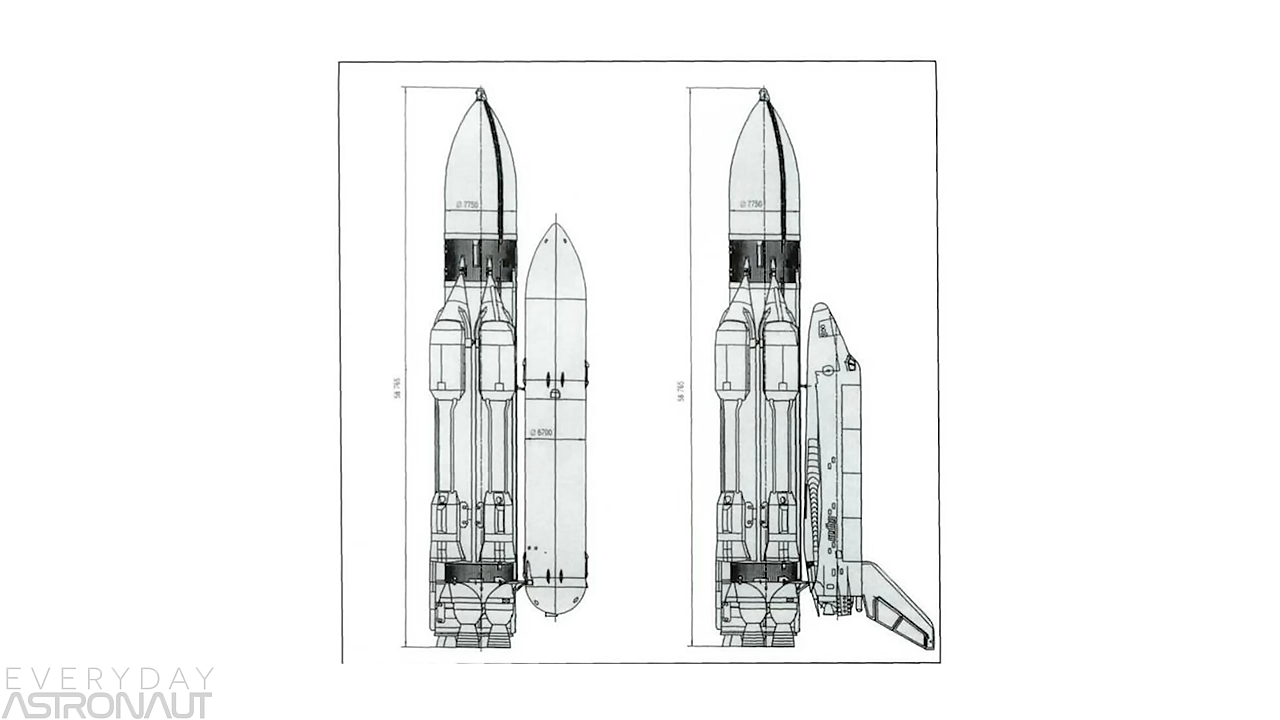 ⌀ 7750
⌀ 7750
58 765
⌀ 6700
58 765
EVERYDAY
ASTRONAUT